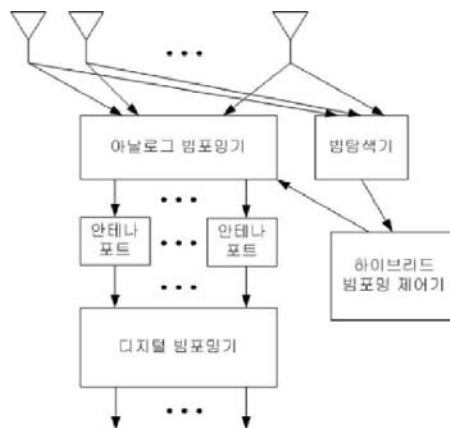 아날로그 빔포밍기
빔탐색기
안테나
포트
안테나
포트
하이브리드
빔포밍 제어기
디지털 빔포밍기